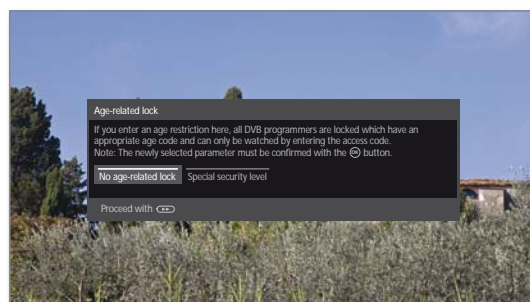 Age-related lock
If you enter an age restriction here, all DVB programmers are locked which have an
appropriate age code and can only be watched by entering the access code.
Note: The newly selected parameter must be confirmed with the OK button.
No age-related lock Special security level
Proceed with